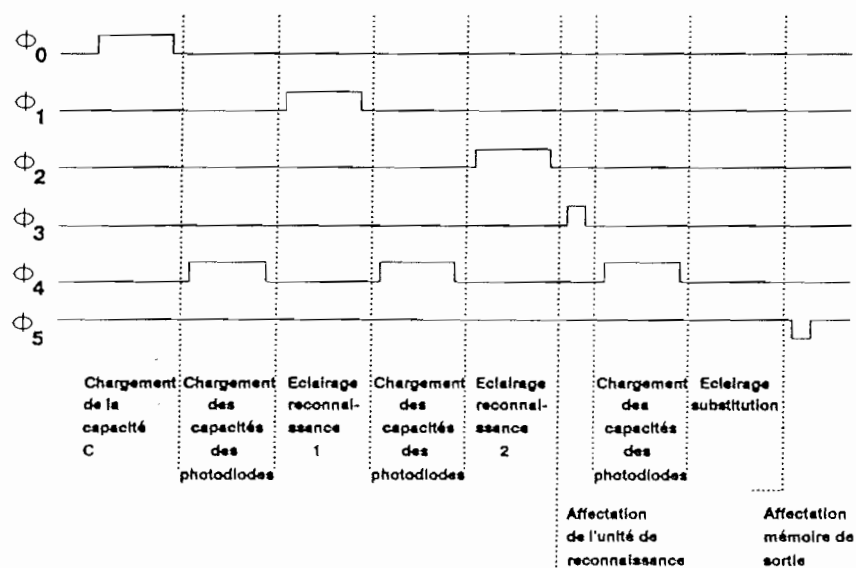 Φ0
Φ1
Φ2
Φ3
Φ4
Φ5
Chargement
de la
capacité
C
Chargement
des
capacités
des
photodiodes
Eclairage
reconnai-
ssance
1
Chargement
des
capacités
des
photodiodes
Eclairage
reconnai-
ssance
2
Chargement
des
capacités
des
photodiodes
Eclairage
substitution
Affectation
de l'unité de
reconnaissance
Affectation
mémoire de
sortie